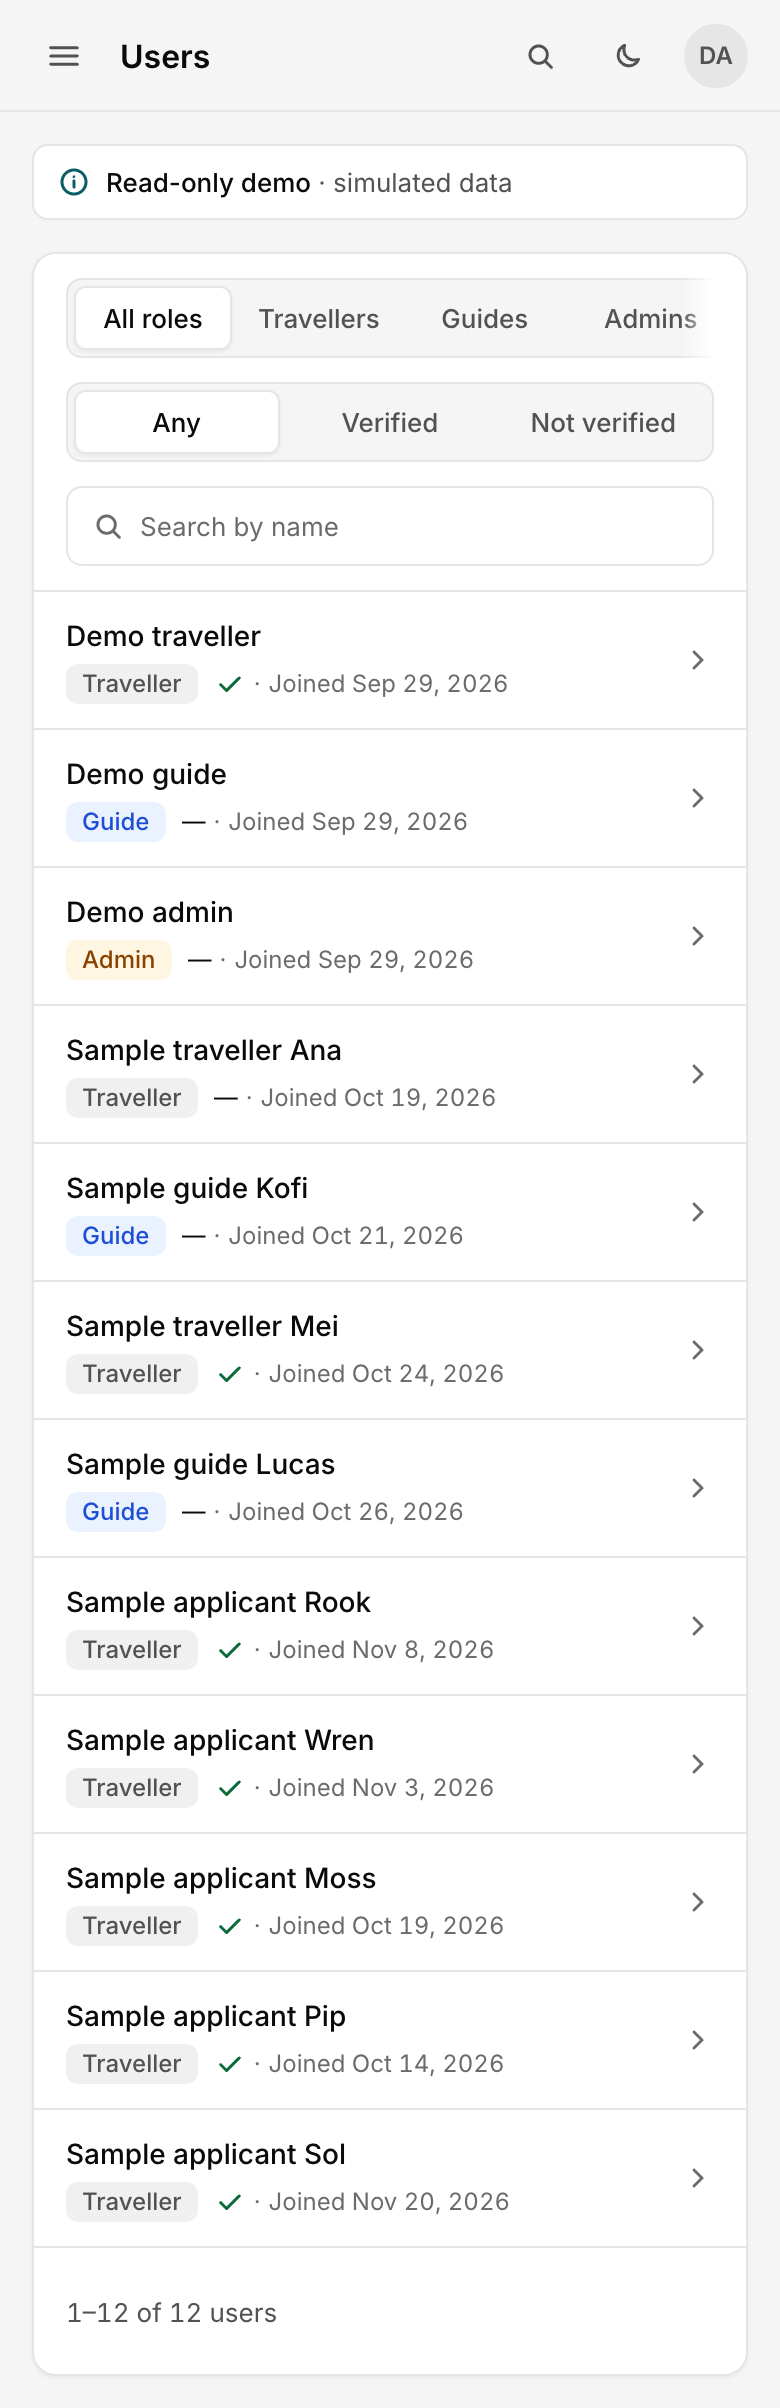 Users
DA
Read-only demo · simulated data
All roles Travellers Guides Admins
Any Verified Not verified
Search by name
Demo traveller
Traveller ✓ · Joined Sep 29, 2026
Demo guide
Guide — · Joined Sep 29, 2026
Demo admin
Admin — · Joined Sep 29, 2026
Sample traveller Ana
Traveller — · Joined Oct 19, 2026
Sample guide Kofi
Guide — · Joined Oct 21, 2026
Sample traveller Mei
Traveller ✓ · Joined Oct 24, 2026
Sample guide Lucas
Guide — · Joined Oct 26, 2026
Sample applicant Rook
Traveller ✓ · Joined Nov 8, 2026
Sample applicant Wren
Traveller ✓ · Joined Nov 3, 2026
Sample applicant Moss
Traveller ✓ · Joined Oct 19, 2026
Sample applicant Pip
Traveller ✓ · Joined Oct 14, 2026
Sample applicant Sol
Traveller ✓ · Joined Nov 20, 2026
1–12 of 12 users